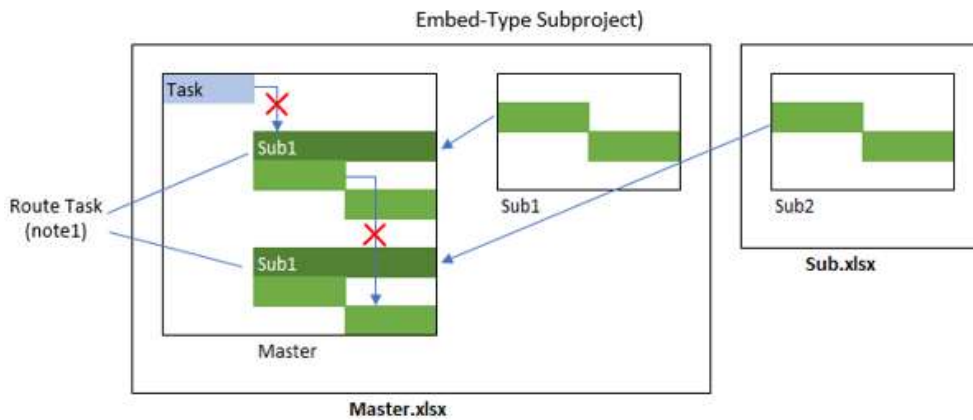 Embed-Type Subproject)
Task
Sub1
Route Task
(note1)
Sub1
Master
Sub1
Sub2
Sub.xlsx
Master.xlsx